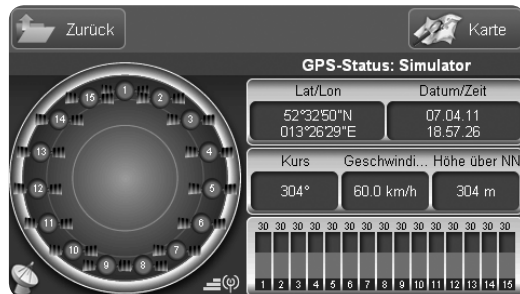 Zurück
Karte
GPS-Status: Simulator
Lat/Lon
Datum/Zeit
52°32'50"N
013°26'29"E
07.04.11
18.57.26
Kurs
Geschwindi...
Höhe über NN
304°
60.0 km/h
304 m
1
2
3
4
5
6
7
8
9
10
11
12
13
14
15
30 30 30 30 30 30 30 30 30 30 30 30 30 30 30
1 2 3 4 5 6 7 8 9 10 11 12 13 14 15